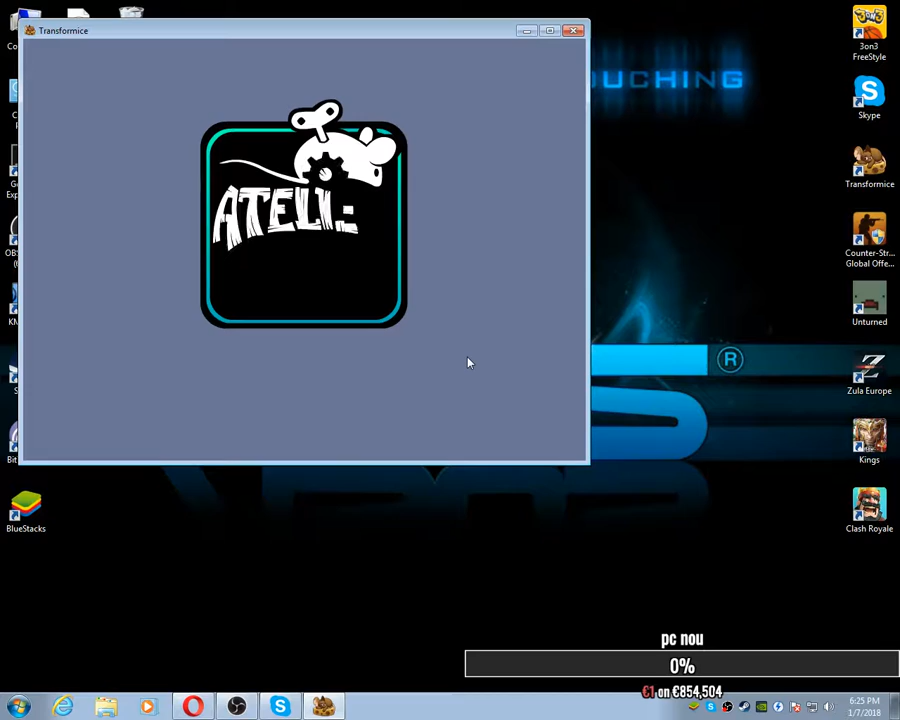 Transformice
ATELI
UCHING
®
3on3
FreeStyle
Skype
Transformice
Counter-Str...
Global Offe...
Unturned
Zula Europe
Kings
Clash Royale
BlueStacks
pc nou
0%
€1 on €854,504
6:25 PM
1/7/2018